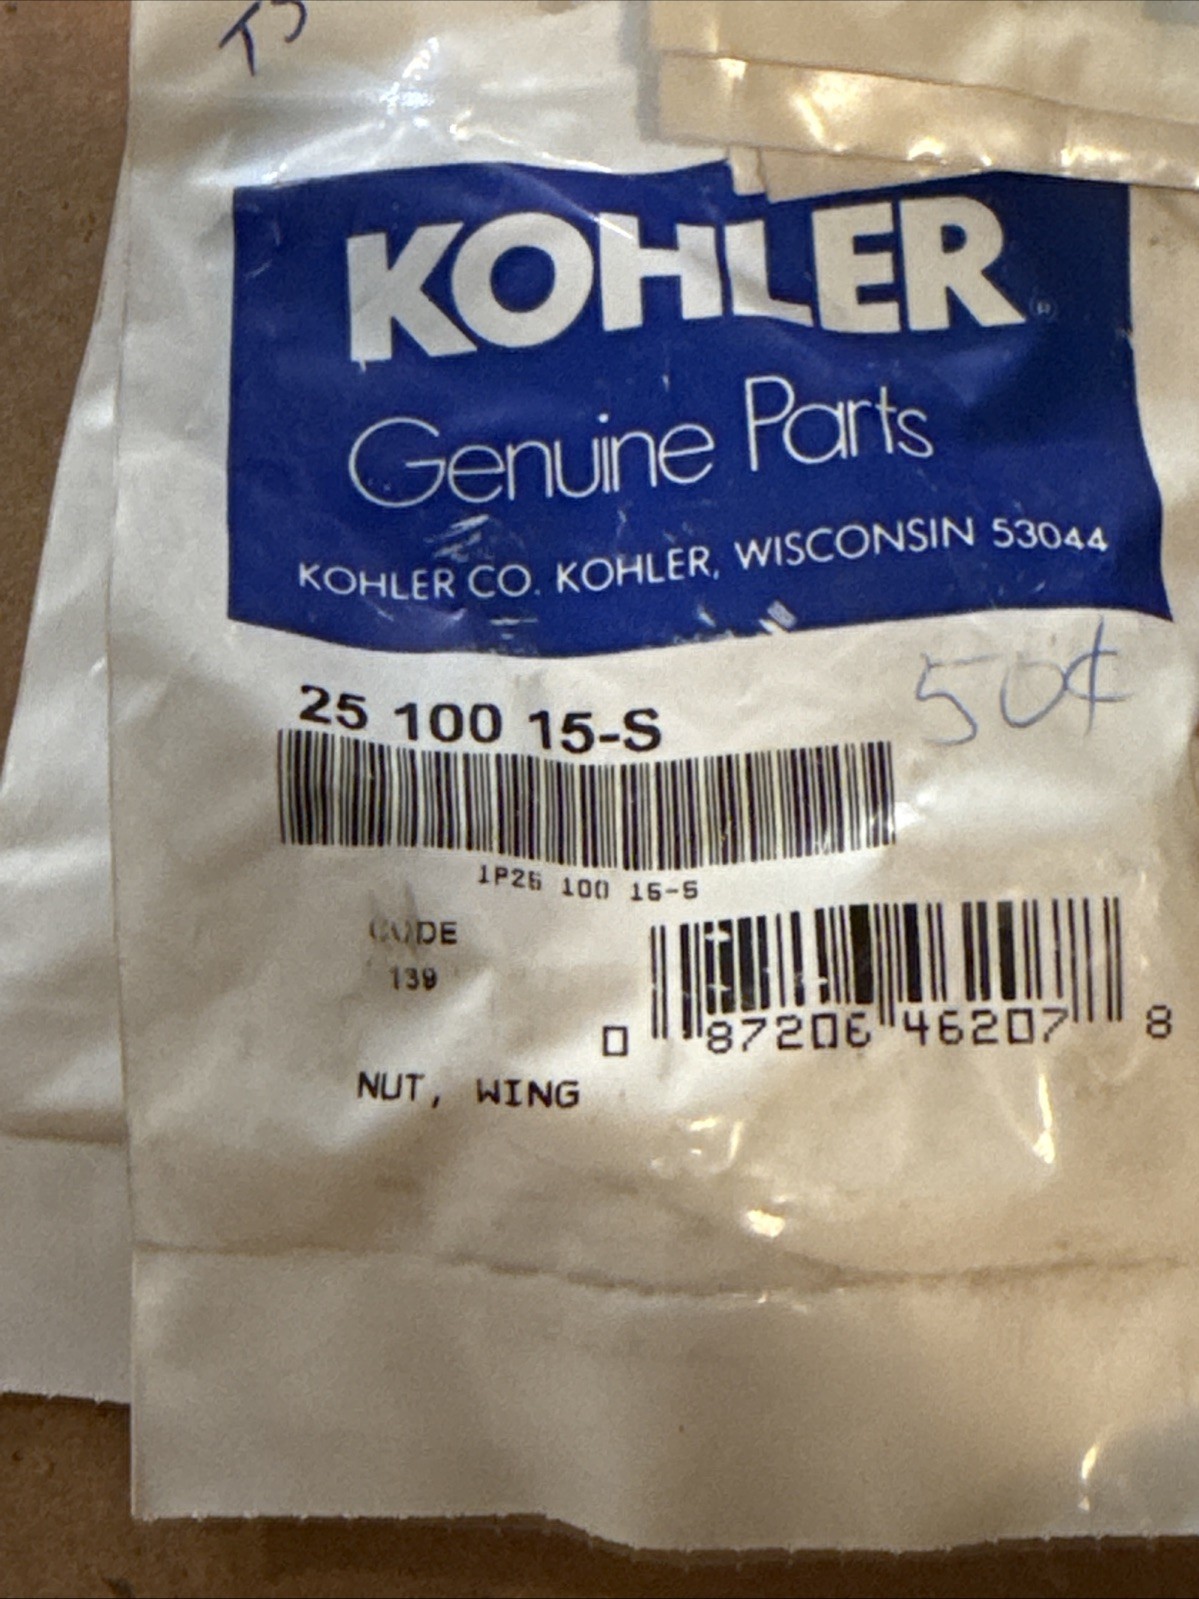 TS
KOHLER®
Genuine Parts
KOHLER CO. KOHLER, WISCONSIN 53044
50¢
25 100 15-S
1P25 100 15-S
CODE
139
0 87206 46207 8
NUT, WING